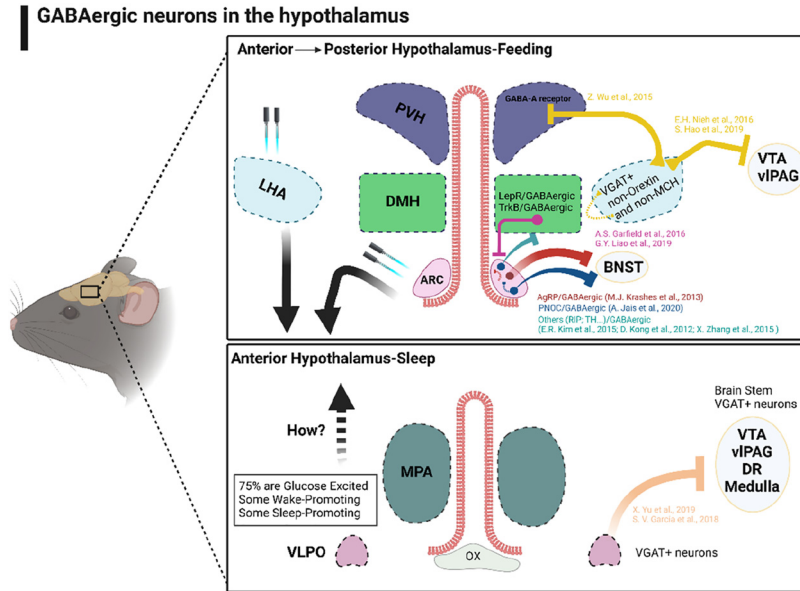 GABAergic neurons in the hypothalamus
Anterior → Posterior Hypothalamus-Feeding
PVH
GABA-A receptor
Z. Wu et al., 2015
E.H. Nieh et al., 2016
S. Hao et al., 2019
VTA
vlPAG
LHA
DMH
LepR/GABAergic
TrkB/GABAergic
VGAT+
non-Orexin
and non-MCH
A.S. Garfield et al., 2016
G.Y. Liao et al., 2019
ARC
BNST
AgRP/GABAergic (M.J. Krashes et al., 2013)
PNOC/GABAergic (A. Jais et al., 2020)
Others (RIP; TH...)/GABAergic
(E.R. Kim et al., 2015; D. Kong et al., 2012; X. Zhang et al., 2015 )
Anterior Hypothalamus-Sleep
How?
75% are Glucose Excited
Some Wake-Promoting
Some Sleep-Promoting
MPA
Brain Stem
VGAT+ neurons
VTA
vlPAG
DR
Medulla
X. Yu et al., 2019
S. V. Garcia et al., 2018
VLPO
OX
VGAT+ neurons